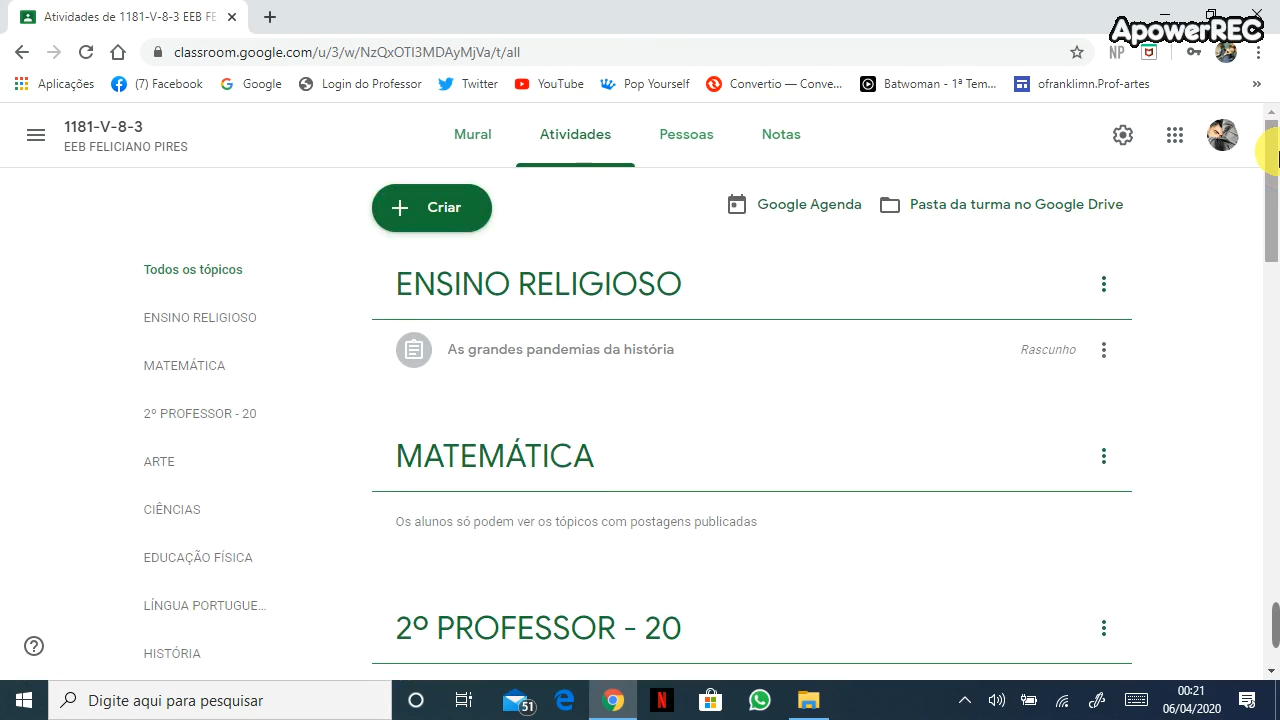 Atividades de 1181-V-8-3 EEB FE
ApowerREC
classroom.google.com/u/3/w/NzQxOTI3MDAyMjVa/t/all
NP
Aplicações
(7) Facebook
Google
Login do Professor
Twitter
YouTube
Pop Yourself
Convertio — Conve...
Batwoman - 1ª Tem...
ofranklimn.Prof-artes
»
1181-V-8-3
EEB FELICIANO PIRES
Mural
Atividades
Pessoas
Notas
+ Criar
Google Agenda
Pasta da turma no Google Drive
Todos os tópicos
ENSINO RELIGIOSO
MATEMÁTICA
2º PROFESSOR - 20
ARTE
CIÊNCIAS
EDUCAÇÃO FÍSICA
LÍNGUA PORTUGUE...
HISTÓRIA
ENSINO RELIGIOSO
As grandes pandemias da história
Rascunho
MATEMÁTICA
Os alunos só podem ver os tópicos com postagens publicadas
2º PROFESSOR - 20
Digite aqui para pesquisar
51
00:21
06/04/2020